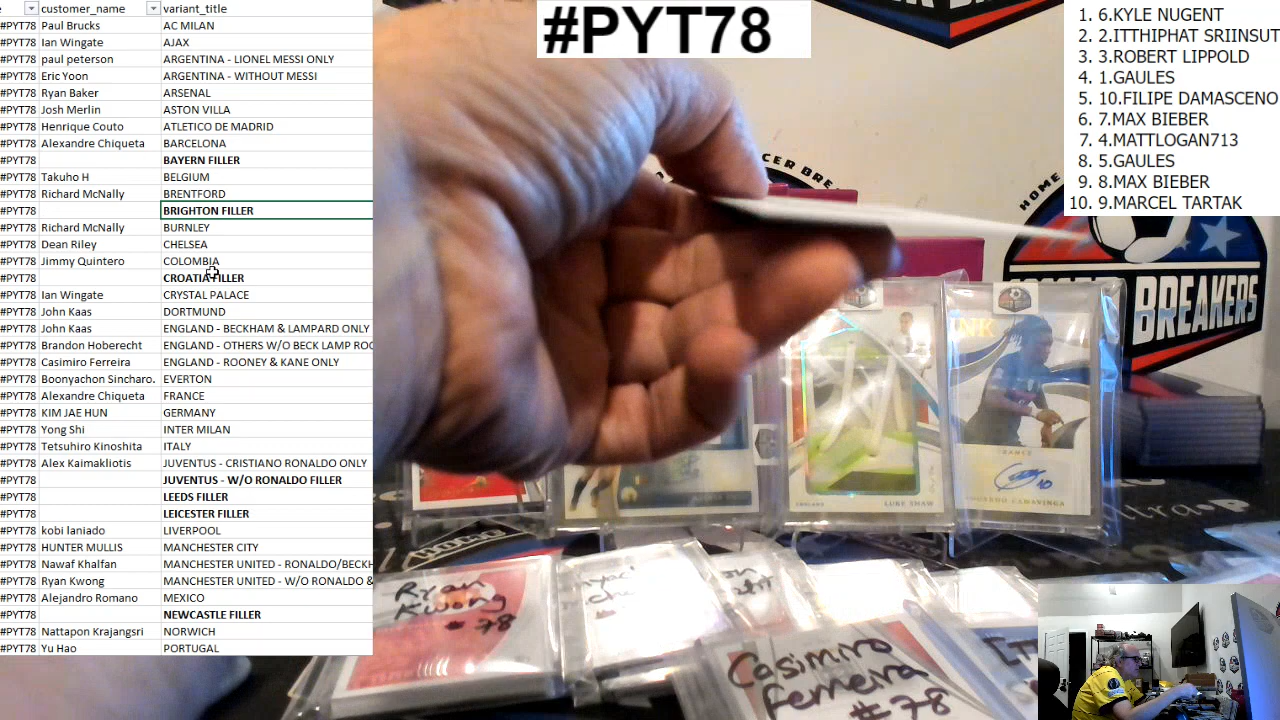 customer_name variant_title
#PYT78 Paul Brucks AC MILAN
#PYT78 Ian Wingate AJAX
#PYT78 paul peterson ARGENTINA - LIONEL MESSI ONLY
#PYT78 Eric Yoon ARGENTINA - WITHOUT MESSI
#PYT78 Ryan Baker ARSENAL
#PYT78 Josh Merlin ASTON VILLA
#PYT78 Henrique Couto ATLETICO DE MADRID
#PYT78 Alexandre Chiqueta BARCELONA
#PYT78 BAYERN FILLER
#PYT78 Takuho H BELGIUM
#PYT78 Richard McNally BRENTFORD
#PYT78 BRIGHTON FILLER
#PYT78 Richard McNally BURNLEY
#PYT78 Dean Riley CHELSEA
#PYT78 Jimmy Quintero COLOMBIA
#PYT78 CROATIA FILLER
#PYT78 Ian Wingate CRYSTAL PALACE
#PYT78 John Kaas DORTMUND
#PYT78 John Kaas ENGLAND - BECKHAM & LAMPARD ONLY
#PYT78 Brandon Hoberecht ENGLAND - OTHERS W/O BECK LAMP ROO
#PYT78 Casimiro Ferreira ENGLAND - ROONEY & KANE ONLY
#PYT78 Boonyachon Sincharo. EVERTON
#PYT78 Alexandre Chiqueta FRANCE
#PYT78 KIM JAE HUN GERMANY
#PYT78 Yong Shi INTER MILAN
#PYT78 Tetsuhiro Kinoshita ITALY
#PYT78 Alex Kaimakliotis JUVENTUS - CRISTIANO RONALDO ONLY
#PYT78 JUVENTUS - W/O RONALDO FILLER
#PYT78 LEEDS FILLER
#PYT78 LEICESTER FILLER
#PYT78 kobi laniado LIVERPOOL
#PYT78 HUNTER MULLIS MANCHESTER CITY
#PYT78 Nawaf Khalfan MANCHESTER UNITED - RONALDO/BECKH
#PYT78 Ryan Kwong MANCHESTER UNITED - W/O RONALDO &
#PYT78 Alejandro Romano MEXICO
#PYT78 NEWCASTLE FILLER
#PYT78 Nattapon Krajangsri NORWICH
#PYT78 Yu Hao PORTUGAL
#PYT78
1. 6.KYLE NUGENT
2. 2.ITTHIPHAT SRIINSUT
3. 3.ROBERT LIPPOLD
4. 1.GAULES
5. 10.FILIPE DAMASCENO
6. 7.MAX BIEBER
7. 4.MATTLOGAN713
8. 5.GAULES
9. 8.MAX BIEBER
10. 9.MARCEL TARTAK
HOME
BREAKERS
NK
ENGLAND LUKE SHAW
FRANCE
EDUARDO CAMAVINGA
Ryan
Kwong
#78
Casimiro
Ferreira
#78